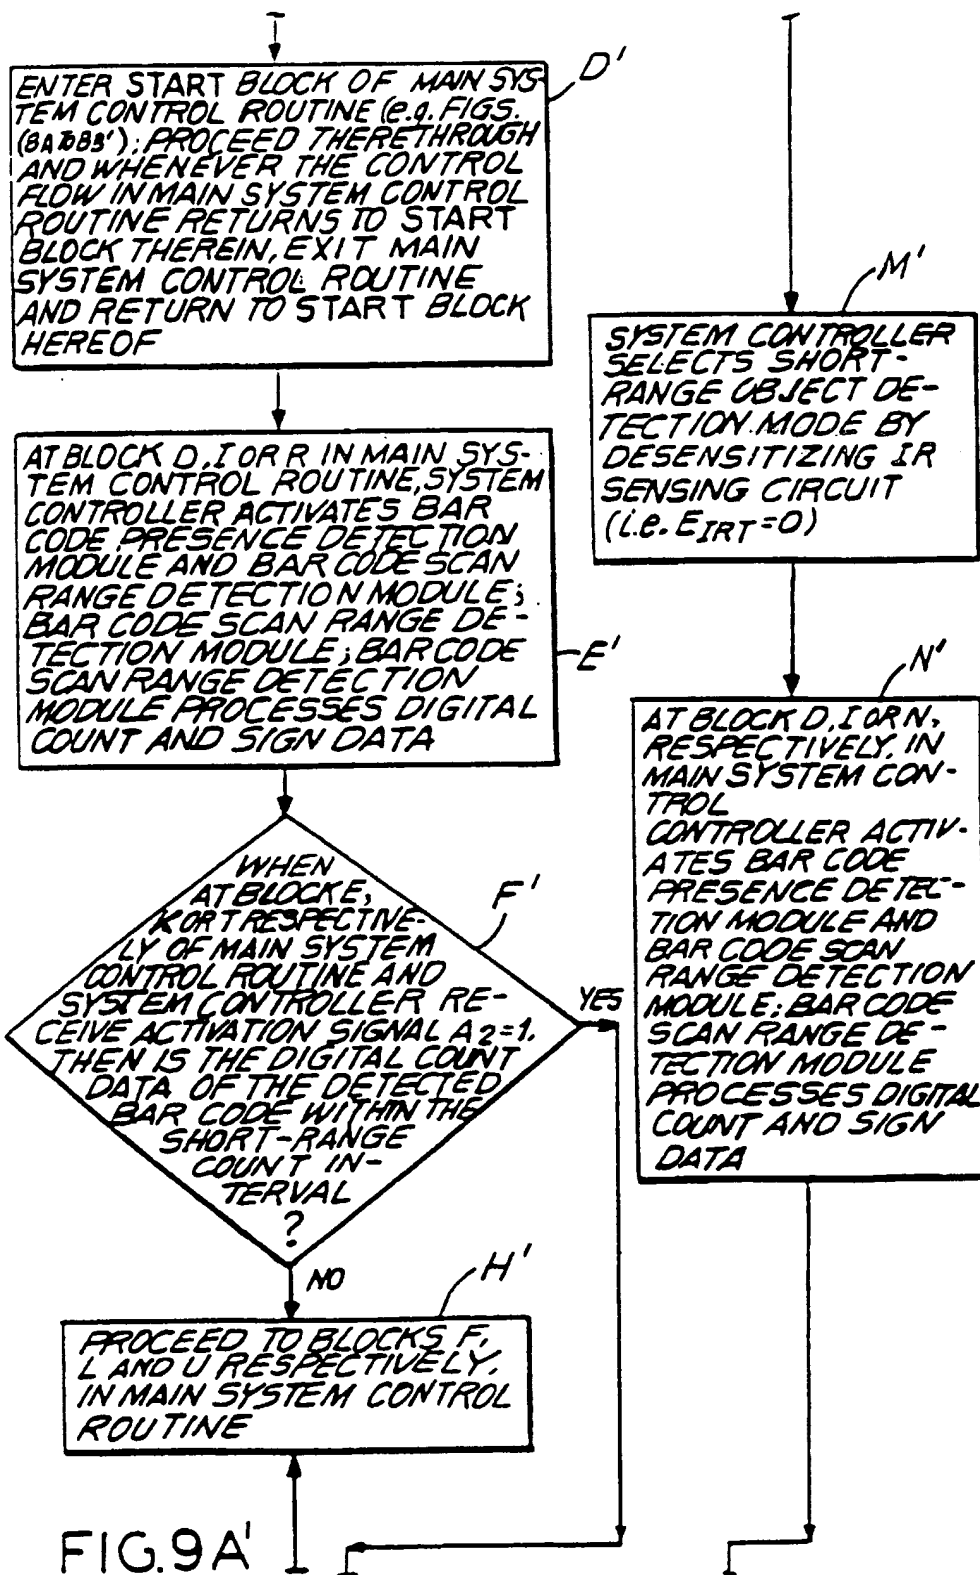 D'
ENTER START BLOCK OF MAIN SYS-
TEM CONTROL ROUTINE (e.g. FIGS.
(8A TO 8B'); PROCEED THERETHROUGH
AND WHENEVER THE CONTROL
FLOW IN MAIN SYSTEM CONTROL
ROUTINE RETURNS TO START
BLOCK THEREIN, EXIT MAIN
SYSTEM CONTROL ROUTINE
AND RETURN TO START BLOCK
HEREOF
E'
AT BLOCK D, I OR R IN MAIN SYS-
TEM CONTROL ROUTINE, SYSTEM
CONTROLLER ACTIVATES BAR
CODE PRESENCE DETECTION
MODULE AND BAR CODE SCAN
RANGE DETECTION MODULE;
BAR CODE SCAN RANGE DE-
TECTION MODULE; BAR CODE
SCAN RANGE DETECTION
MODULE PROCESSES DIGITAL
COUNT AND SIGN DATA
F'
WHEN
AT BLOCK E,
K OR T RESPECTIVE-
LY OF MAIN SYSTEM
CONTROL ROUTINE AND
SYSTEM CONTROLLER RE-
CEIVE ACTIVATION SIGNAL A2=1.
THEN IS THE DIGITAL COUNT
DATA OF THE DETECTED
BAR CODE WITHIN THE
SHORT-RANGE
COUNT IN-
TERVAL
?
YES
NO
H'
PROCEED TO BLOCKS F,
L AND U RESPECTIVELY,
IN MAIN SYSTEM CONTROL
ROUTINE
M'
SYSTEM CONTROLLER
SELECTS SHORT-
RANGE OBJECT DE-
TECTION MODE BY
DESENSITIZING IR
SENSING CIRCUIT
(i.e. EIRT=0)
N'
AT BLOCK D, I OR N,
RESPECTIVELY, IN
MAIN SYSTEM CON-
TROL
CONTROLLER ACTIV-
ATES BAR CODE
PRESENCE DETEC-
TION MODULE AND
BAR CODE SCAN
RANGE DETECTION
MODULE; BAR CODE
SCAN RANGE DE-
TECTION MODULE
PROCESSES DIGITAL
COUNT AND SIGN
DATA
FIG. 9A'